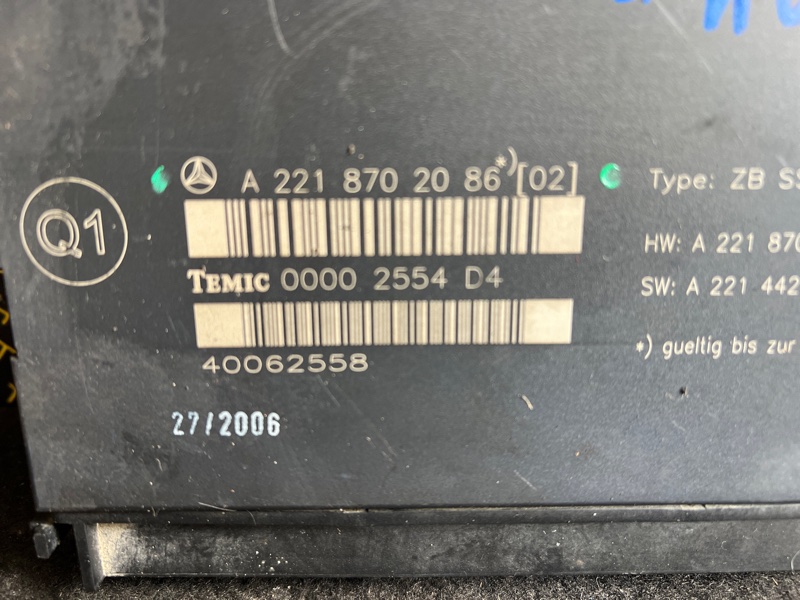 A 221 870 20 86*)[02]
Type: ZB
Q1
HW: A 221 870
TEMIC 0000 2554 D4
SW: A 221 442
*) gueltig bis zur
40062558
27/2006